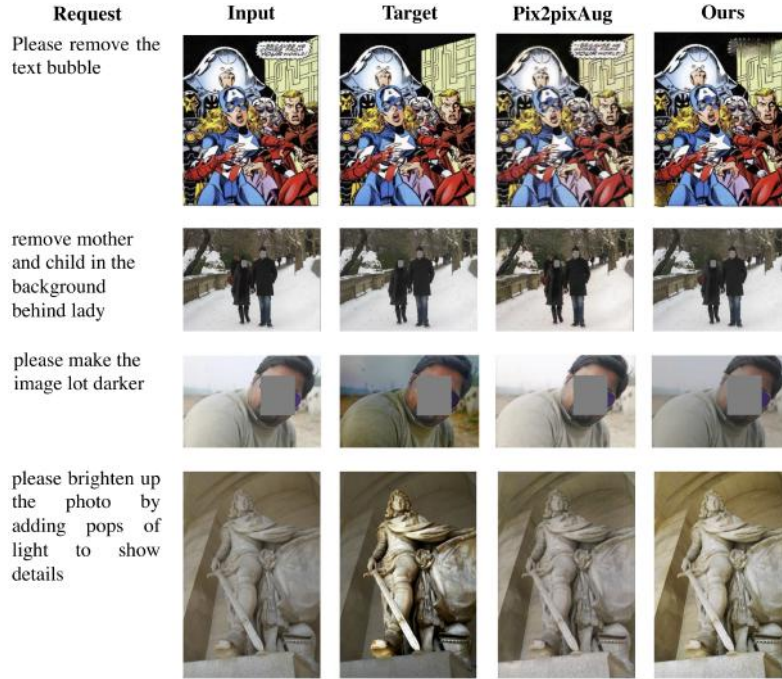 Request Input Target Pix2pixAug Ours
Please remove the
text bubble
remove mother
and child in the
background
behind lady
please make the
image lot darker
please brighten up
the photo by
adding pops of
light to show
details